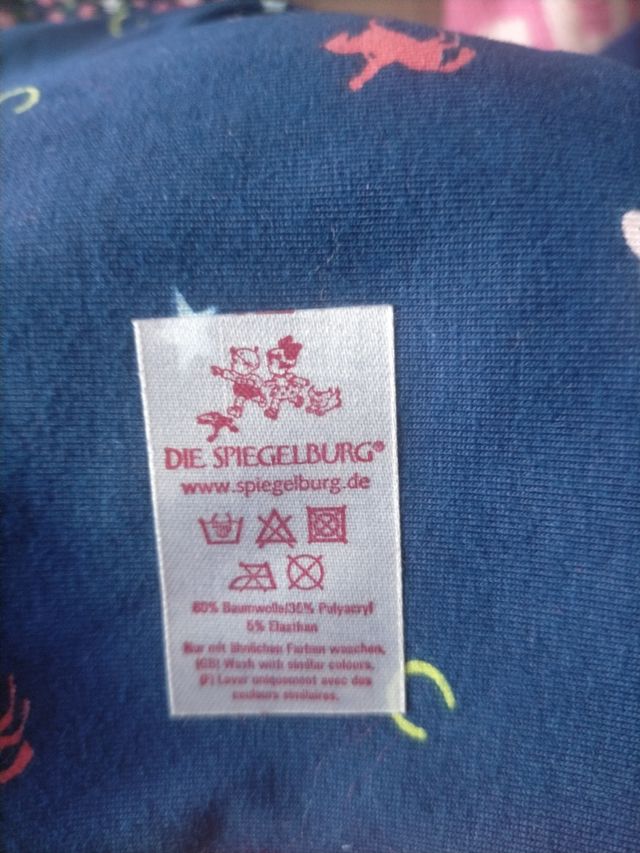 DIE SPIEGELBURG®
www.spiegelburg.de
60% Baumwolle/35% Polyacryl
5% Elasthan
Nur mit ähnlichen Farben waschen.
(GB) Wash with similar colours.
(F) Laver uniquement avec des
couleurs similaires.